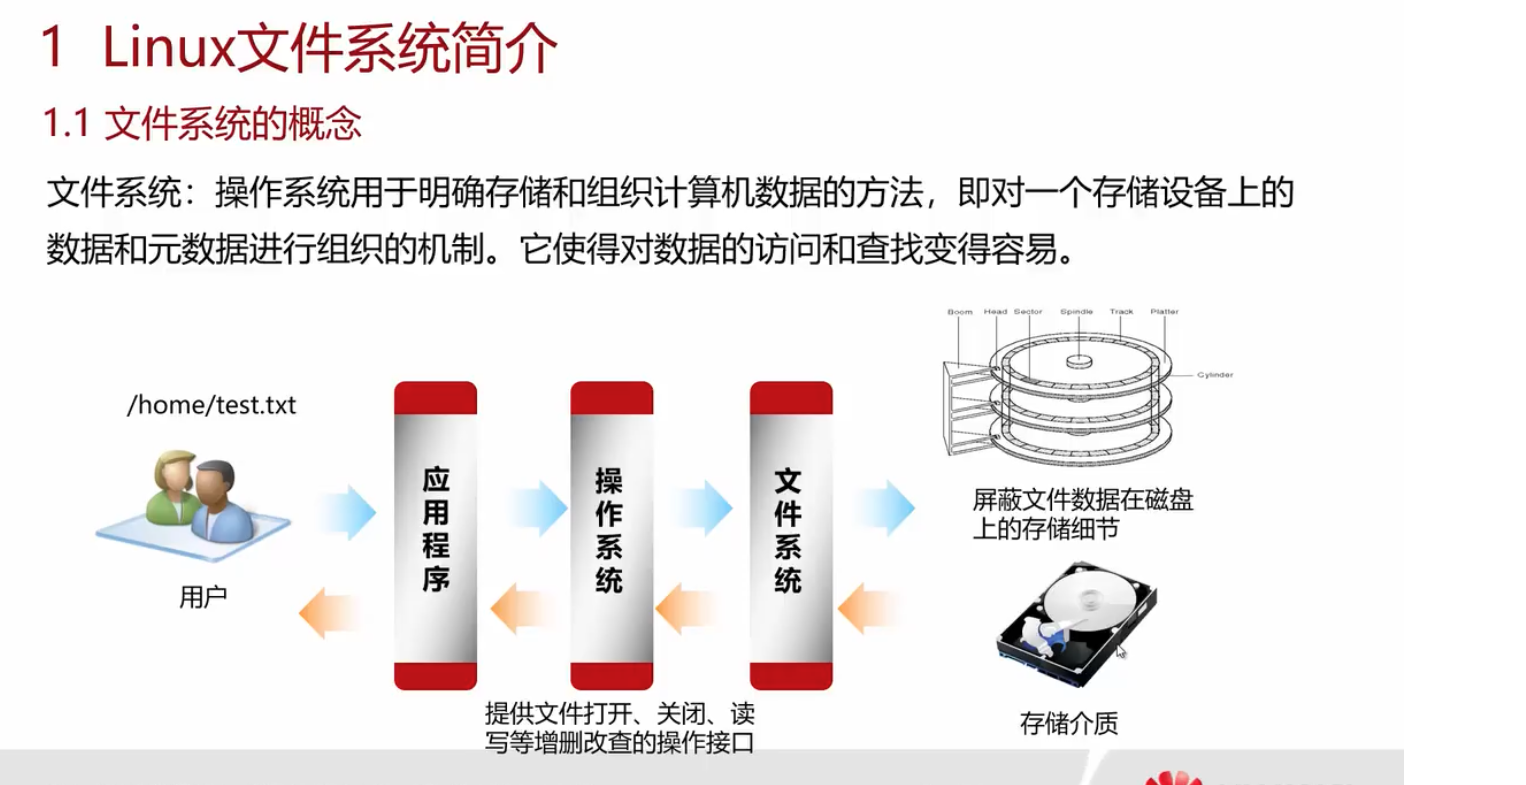 1 Linux文件系统简介
1.1 文件系统的概念
文件系统：操作系统用于明确存储和组织计算机数据的方法，即对一个存储设备上的
数据和元数据进行组织的机制。它使得对数据的访问和查找变得容易。
Boom Head Sector Spindle Track Platter
Cylinder
/home/test.txt
用户
应用程序
操作系统
文件系统
屏蔽文件数据在磁盘
上的存储细节
提供文件打开、关闭、读
写等增删改查的操作接口
存储介质